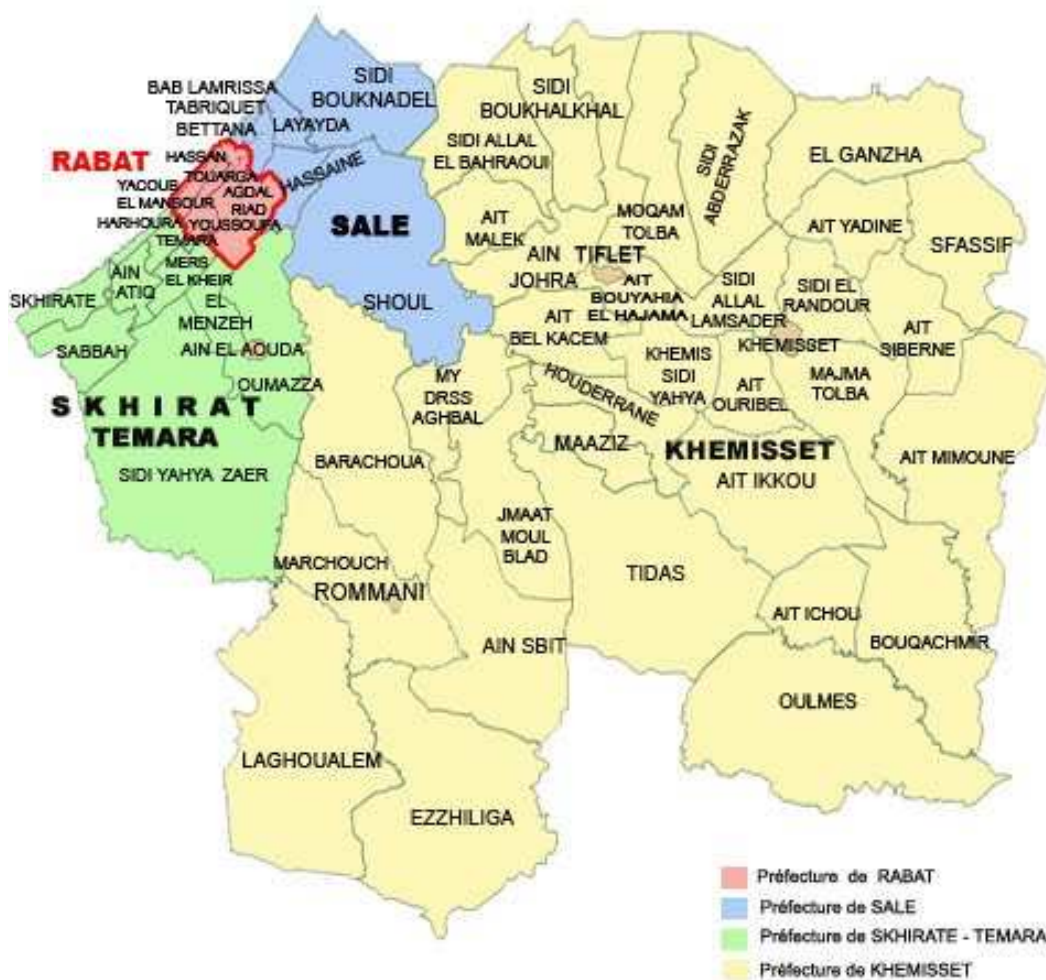 SIDI
BOUKNADEL
BAB LAMRISSA
TABRIQUET
BETTANA
LAYAYDA
SIDI
BOUKHALKHAL
SIDI ALLAL
EL BAHRAOUI
SIDI
ABDERRAZAK
EL GANZHA
RABAT
HASSAN
TOUARGA
AGDAL
RIAD
YACOUE
EL MANSOUR
HARHOURA
YOUSSOUFA
TEMARA
HASSAINE
SALE
SHOUL
AIT
MALEK
AIN
JOHRA
TIFLET
MOQAM
TOLBA
AIT YADINE
SFASSIF
MERS
EL KHEIR
AIN
ATIQ
SKHIRATE
SABBAH
EL
MENZEH
AIN EL AOUDA
OUMAZZA
AIT
BOUYAHIA
EL HAJAMA
AIT
BEL KACEM
SIDI
ALLAL
LAMSADER
SIDI EL
RANDOUR
KHEMISSET
AIT
SIBERNE
MY
DRSS
AGHBAL
HOUDERRANE
KHEMIS
SIDI
YAHYA
AIT
OURIBEL
MAJMA
TOLBA
SKHIRAT
TEMARA
SIDI YAHYA ZAER
BARACHOUA
MAAZIZ
KHEMISSET
AIT IKKOU
AIT MIMOUNE
MARCHOUCH
ROMMANI
JMAAT
MOUL
BLAD
TIDAS
AIT ICHOU
BOUQACHMIR
AIN SBIT
OULMES
LAGHOUALEM
EZZHILIGA
Préfecture de RABAT
Préfecture de SALE
Préfecture de SKHIRATE - TEMARA
Préfecture de KHEMISSET